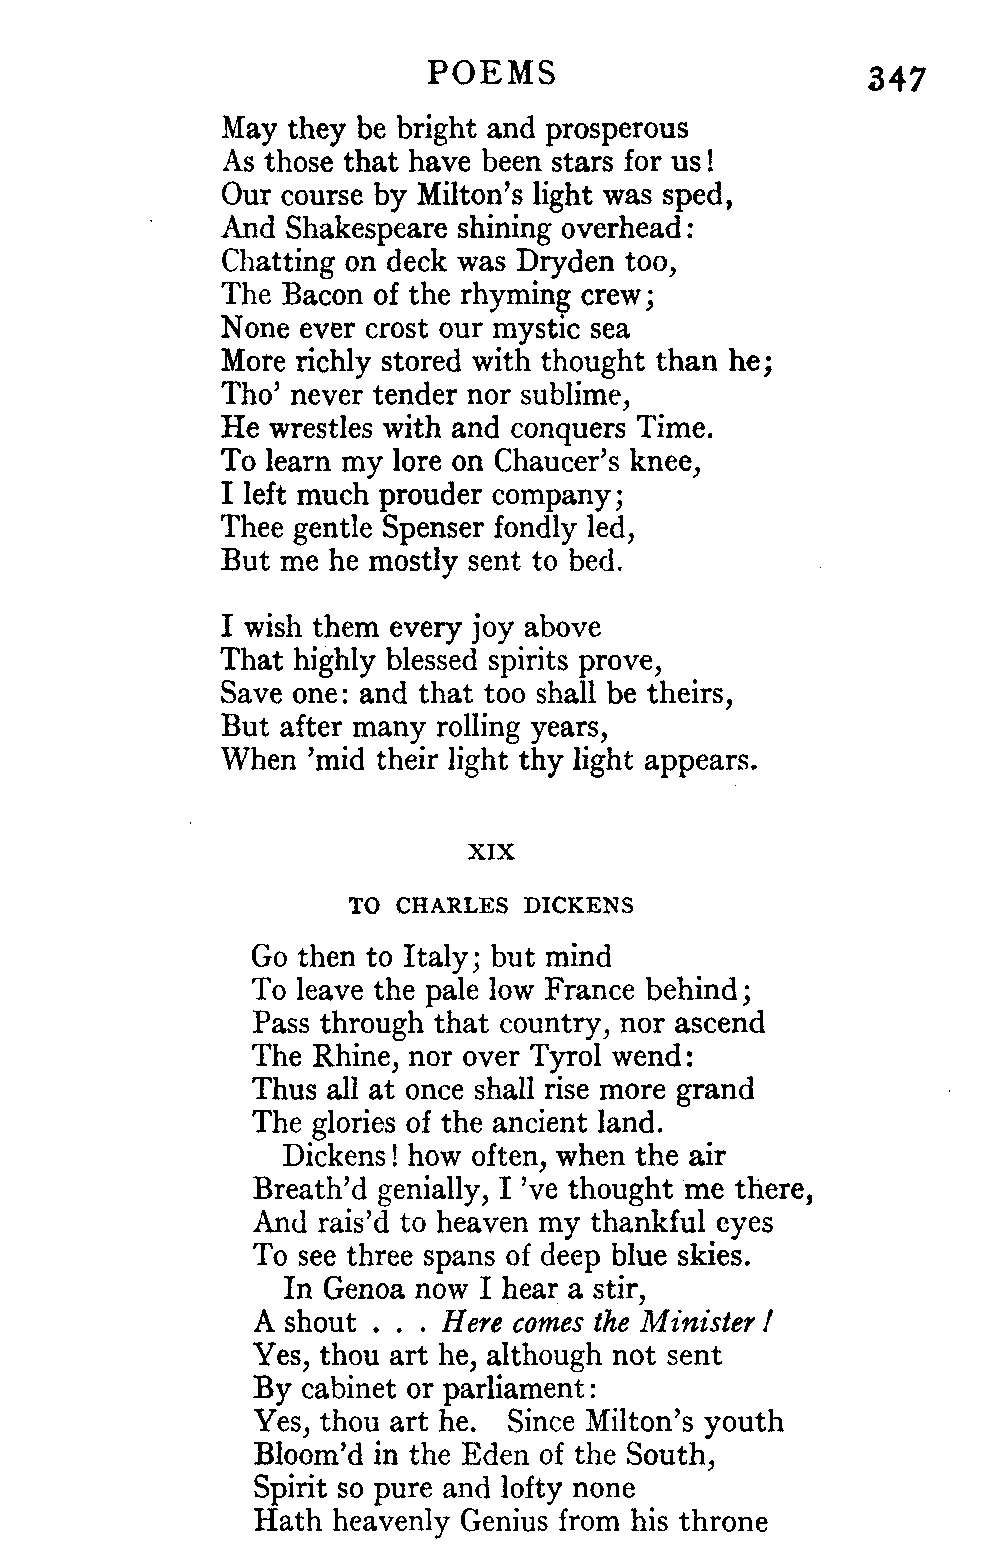 POEMS 347
May they be bright and prosperous
As those that have been stars for us!
Our course by Milton's light was sped,
And Shakespeare shining overhead:
Chatting on deck was Dryden too,
The Bacon of the rhyming crew;
None ever crost our mystic sea
More richly stored with thought than he;
Tho' never tender nor sublime,
He wrestles with and conquers Time.
To learn my lore on Chaucer's knee,
I left much prouder company;
Thee gentle Spenser fondly led,
But me he mostly sent to bed.
I wish them every joy above
That highly blessed spirits prove,
Save one: and that too shall be theirs,
But after many rolling years,
When 'mid their light thy light appears.
XIX
TO CHARLES DICKENS
Go then to Italy; but mind
To leave the pale low France behind;
Pass through that country, nor ascend
The Rhine, nor over Tyrol wend:
Thus all at once shall rise more grand
The glories of the ancient land.
Dickens! how often, when the air
Breath'd genially, I 've thought me there,
And rais'd to heaven my thankful eyes
To see three spans of deep blue skies.
In Genoa now I hear a stir,
A shout . . . Here comes the Minister!
Yes, thou art he, although not sent
By cabinet or parliament:
Yes, thou art he. Since Milton's youth
Bloom'd in the Eden of the South,
Spirit so pure and lofty none
Hath heavenly Genius from his throne